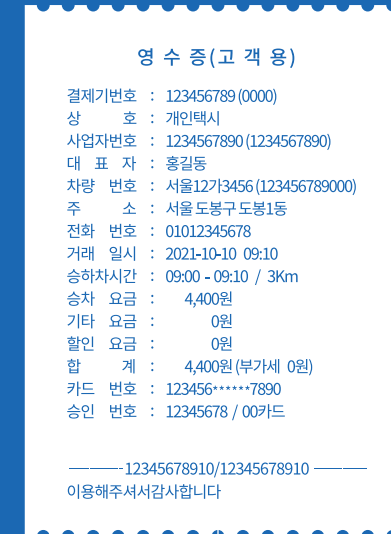 영 수 증(고 객 용)
결제기번호 : 123456789(0000)
상 호 : 개인택시
사업자번호 : 1234567890(1234567890)
대 표 자 : 홍길동
차량 번호 : 서울12가3456(123456789000)
주 소 : 서울 도봉구 도봉1동
전화 번호 : 01012345678
거래 일시 : 2021-10-10 09:10
승하차시간 : 09:00 - 09:10 / 3Km
승차 요금 : 4,400원
기타 요금 : 0원
할인 요금 : 0원
합 계 : 4,400원(부가세 0원)
카드 번호 : 123456******7890
승인 번호 : 12345678 / 00카드
————-12345678910/12345678910 ————
이용해주셔서감사합니다